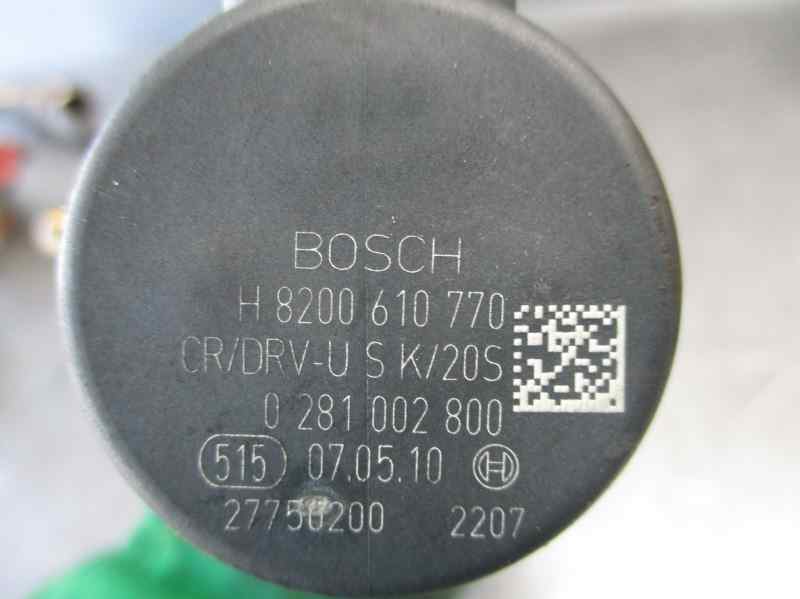 BOSCH
H 8200 610 770
CR/DRV-U S K/20S
0 281 002 800
515 07.05.10
27750200 2207